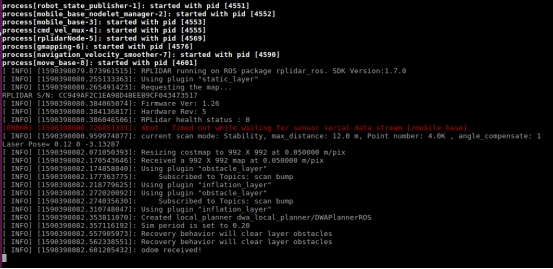 process[robot_state_publisher-1]: started with pid [4551]
process[mobile_base_nodelet_manager-2]: started with pid [4552]
process[mobile_base-3]: started with pid [4553]
process[cmd_vel_mux-4]: started with pid [4555]
process[rplidarNode-5]: started with pid [4569]
process[gmapping-6]: started with pid [4576]
process[navigation_velocity_smoother-7]: started with pid [4590]
process[move_base-8]: started with pid [4601]
[ INFO] [1590398079.873961515]: RPLIDAR running on ROS package rplidar_ros. SDK Version:1.7.0
[ INFO] [1590398080.255133363]: Using plugin "static_layer"
[ INFO] [1590398080.265491423]: Requesting the map...
RPLIDAR S/N: CC949AF2C1EA98D4BEEB9CF043473517
[ INFO] [1590398080.384065074]: Firmware Ver: 1.26
[ INFO] [1590398080.384136817]: Hardware Rev: 5
[ INFO] [1590398080.386506204]: RPLidar health status : 0
[ERROR] [1590398080.726851331]: Xbot : Timed out while waiting for sensor serial data stream [/mobile_base].
[ INFO] [1590398080.959974877]: current scan mode: Stability, max_distance: 12.0 m, Point number: 4.0K , angle_compensate: 1
Laser Pose= 0.12 0 -3.13287
[ INFO] [1590398082.071050393]: Resizing costmap to 992 X 992 at 0.050000 m/pix
[ INFO] [1590398082.170543646]: Received a 992 X 992 map at 0.050000 m/pix
[ INFO] [1590398082.174858040]: Using plugin "obstacle_layer"
[ INFO] [1590398082.177363775]:     Subscribed to Topics: scan bump
[ INFO] [1590398082.218779625]: Using plugin "inflation_layer"
[ INFO] [1590398082.272020092]: Using plugin "obstacle_layer"
[ INFO] [1590398082.274035630]:     Subscribed to Topics: scan bump
[ INFO] [1590398082.310748047]: Using plugin "inflation_layer"
[ INFO] [1590398082.353811070]: Created local_planner dwa_local_planner/DWAPlannerROS
[ INFO] [1590398082.357116192]: Sim period is set to 0.20
[ INFO] [1590398082.557905973]: Recovery behavior will clear layer obstacles
[ INFO] [1590398082.562338551]: Recovery behavior will clear layer obstacles
[ INFO] [1590398082.601205432]: odom received!